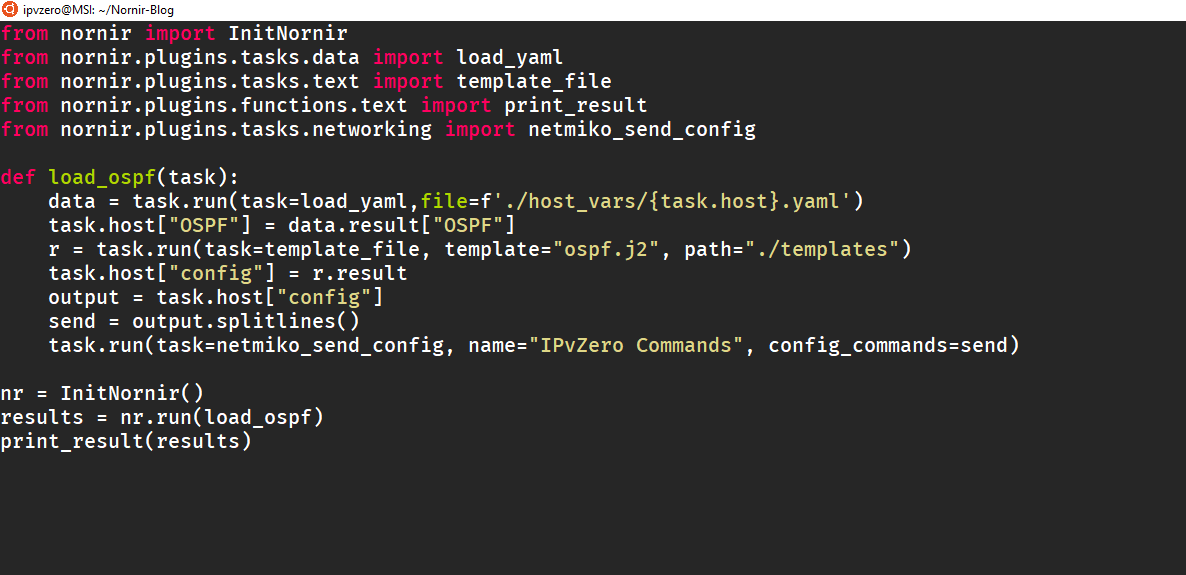 ipvzero@MSI: ~/Nornir-Blog
from nornir import InitNornir
from nornir.plugins.tasks.data import load_yaml
from nornir.plugins.tasks.text import template_file
from nornir.plugins.functions.text import print_result
from nornir.plugins.tasks.networking import netmiko_send_config
def load_ospf(task):
    data = task.run(task=load_yaml,file=f'./host_vars/{task.host}.yaml')
    task.host["OSPF"] = data.result["OSPF"]
    r = task.run(task=template_file, template="ospf.j2", path="./templates")
    task.host["config"] = r.result
    output = task.host["config"]
    send = output.splitlines()
    task.run(task=netmiko_send_config, name="IPvZero Commands", config_commands=send)
nr = InitNornir()
results = nr.run(load_ospf)
print_result(results)